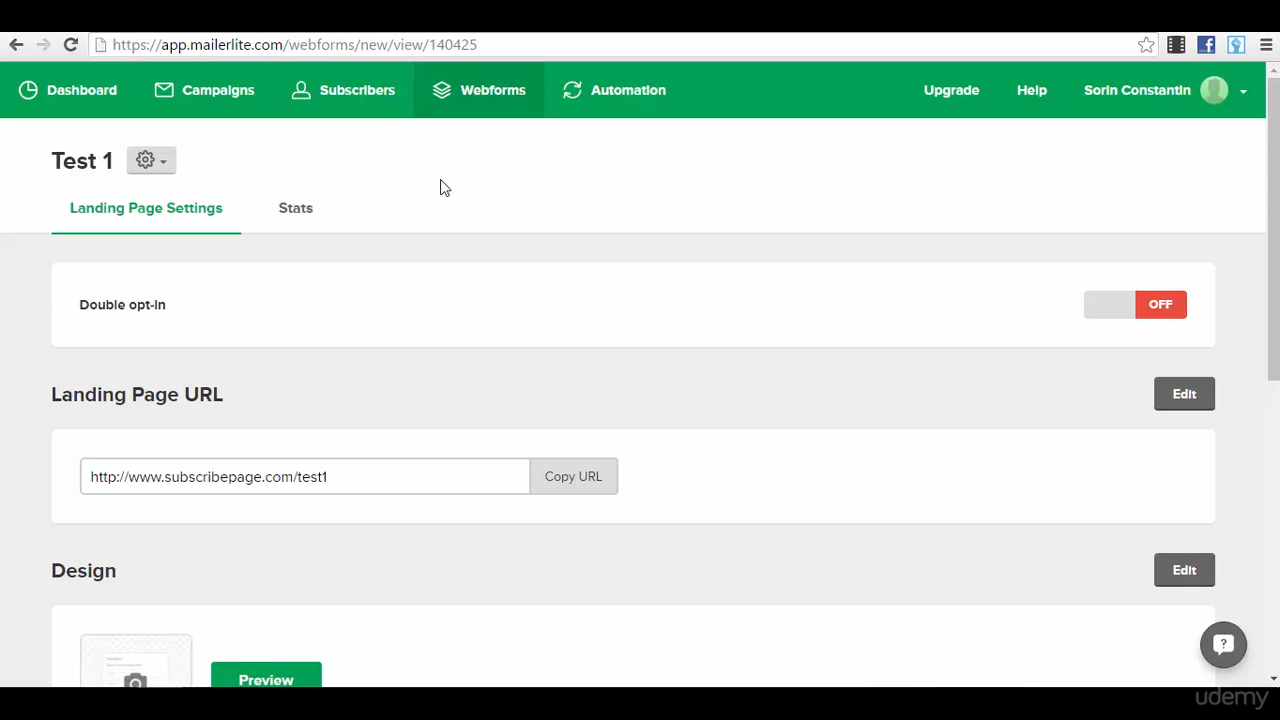 https://app.mailerlite.com/webforms/new/view/140425
Dashboard Campaigns Subscribers Webforms Automation Upgrade Help Sorin Constantin
Test 1
Landing Page Settings Stats
Double opt-in OFF
Landing Page URL Edit
http://www.subscribepage.com/test1 Copy URL
Design Edit
Preview
udemy